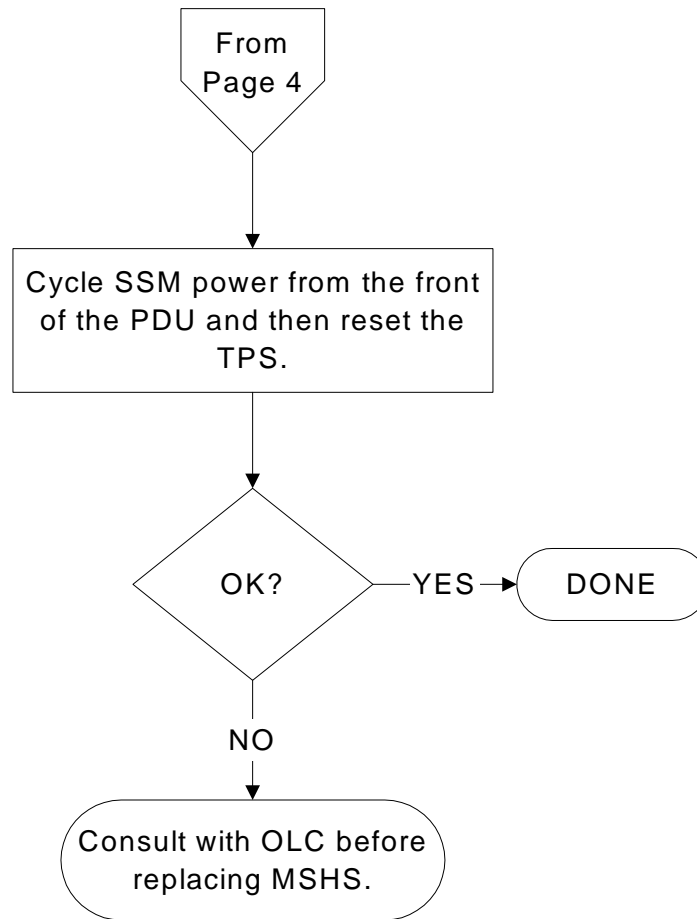 From
Page 4
Cycle SSM power from the front
of the PDU and then reset the
TPS.
OK?
YES
DONE
NO
Consult with OLC before
replacing MSHS.